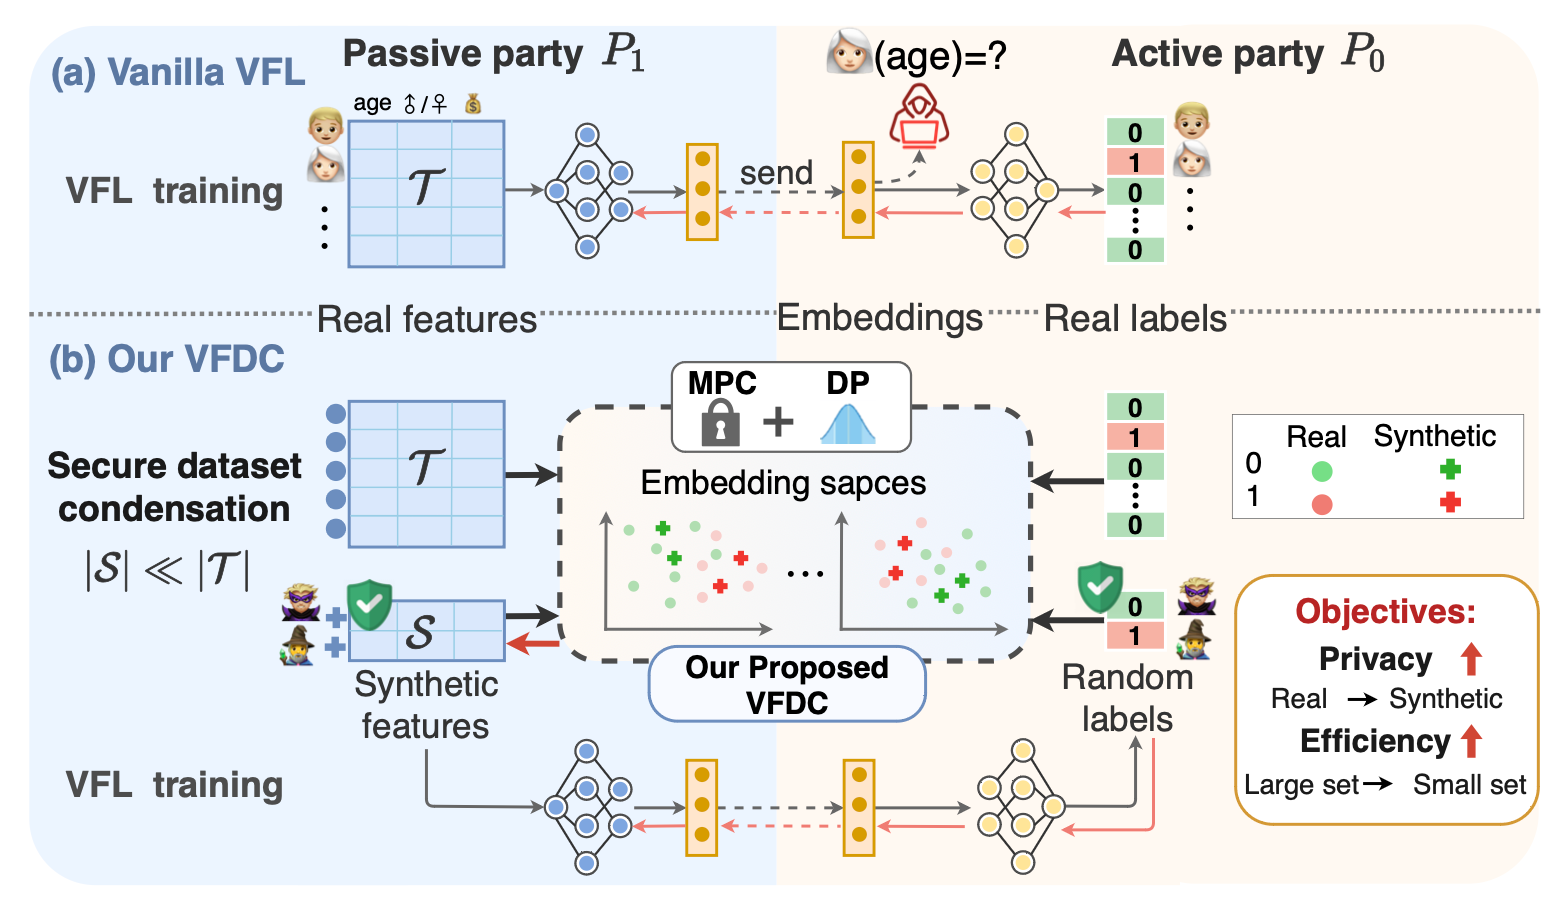 (a) Vanilla VFL
Passive party P₁
(age)=?
Active party P₀
age ♂/♀
VFL training
𝒯
send
0
1
0
0
Real features
Embeddings
Real labels
(b) Our VFDC
MPC
DP
+
Secure dataset
condensation
|𝒮| ≪ |𝒯|
𝒯
Embedding sapces
...
0
1
0
0
Real Synthetic
0
1
𝒮
0
1
Synthetic
features
Our Proposed
VFDC
Random
labels
Objectives:
Privacy
Real → Synthetic
Efficiency
Large set → Small set
VFL training